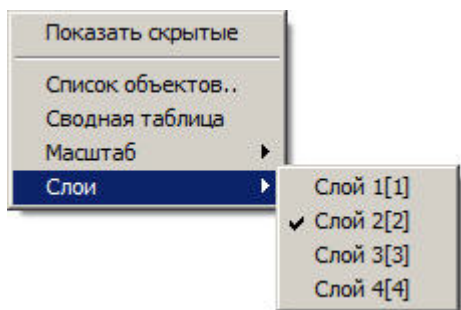 Показать скрытые
Список объектов..
Сводная таблица
Масштаб
Слои
Слой 1[1]
Слой 2[2]
Слой 3[3]
Слой 4[4]